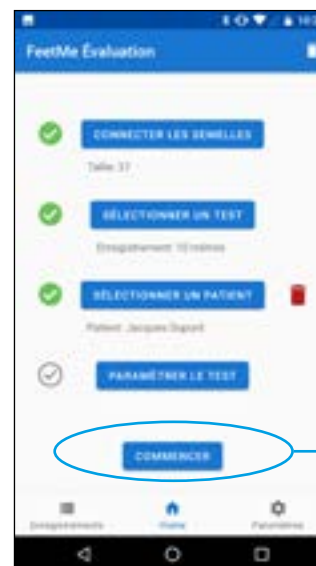 FeetMe Évaluation
CONNECTER LES SEMELLES
Taille: 37
SÉLECTIONNER UN TEST
Enregistrement: 10 mètres
SÉLECTIONNER UN PATIENT
Patient: Jacques Dupont
PARAMÉTRER LE TEST
COMMENCER
Enregistrements Home Paramètres